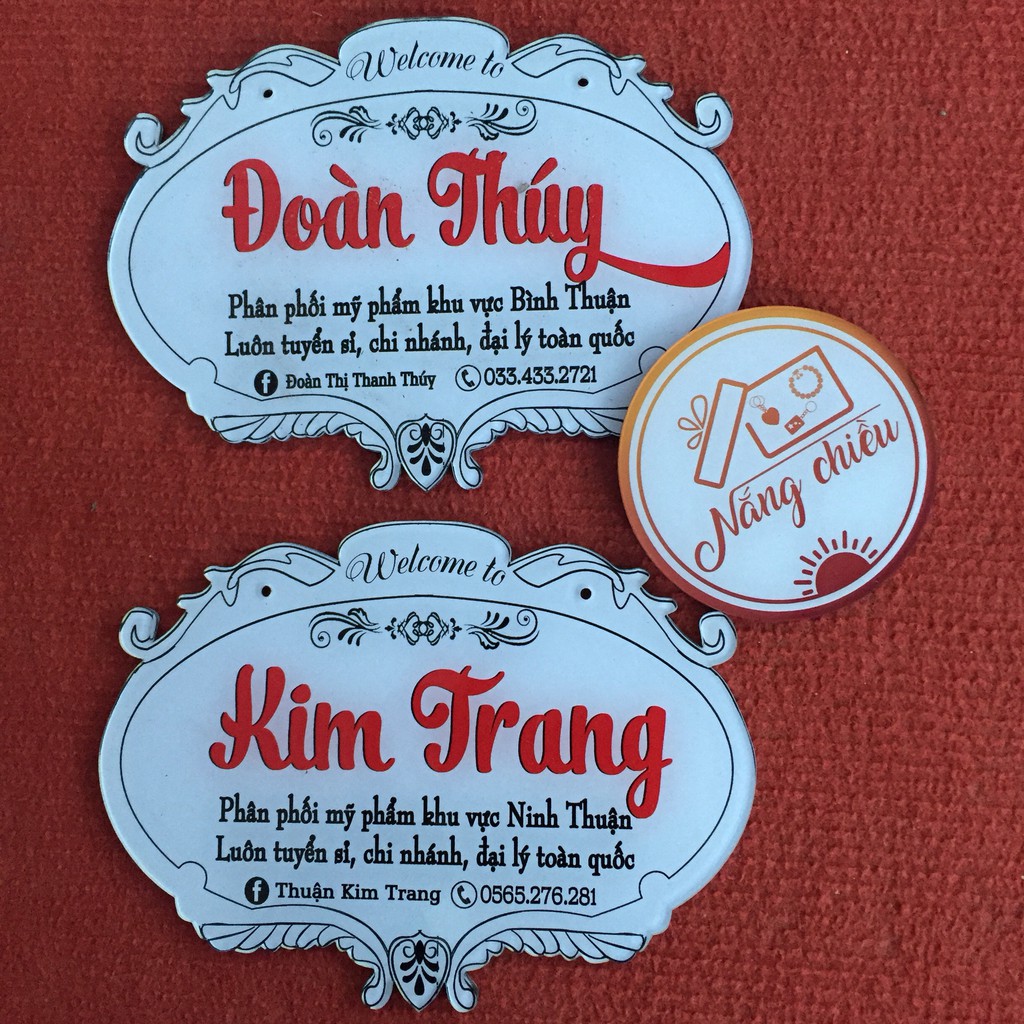 Welcome to
Đoàn Thúy
Phân phối mỹ phẩm khu vực Bình Thuận
Luôn tuyển sỉ, chi nhánh, đại lý toàn quốc
Đoàn Thị Thanh Thúy 033.433.2721
Nắng chiều
Welcome to
Kim Trang
Phân phối mỹ phẩm khu vực Ninh Thuận
Luôn tuyển sỉ, chi nhánh, đại lý toàn quốc
Thuận Kim Trang 0565.276.281